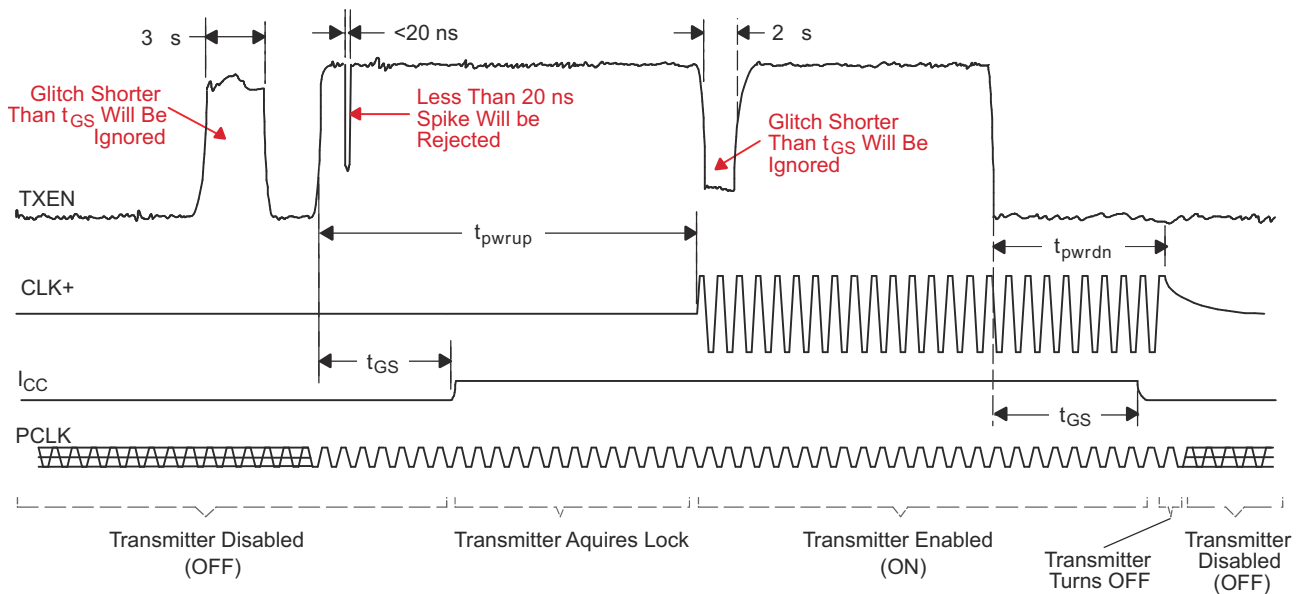 3 s
<20 ns
2 s
Glitch Shorter
Than tGS Will Be
Ignored
Less Than 20 ns
Spike Will be
Rejected
Glitch Shorter
Than tGS Will Be
Ignored
TXEN
tpwrup
tpwrdn
CLK+
tGS
ICC
tGS
PCLK
Transmitter Disabled
(OFF)
Transmitter Aquires Lock
Transmitter Enabled
(ON)
Transmitter
Turns OFF
Transmitter
Disabled
(OFF)